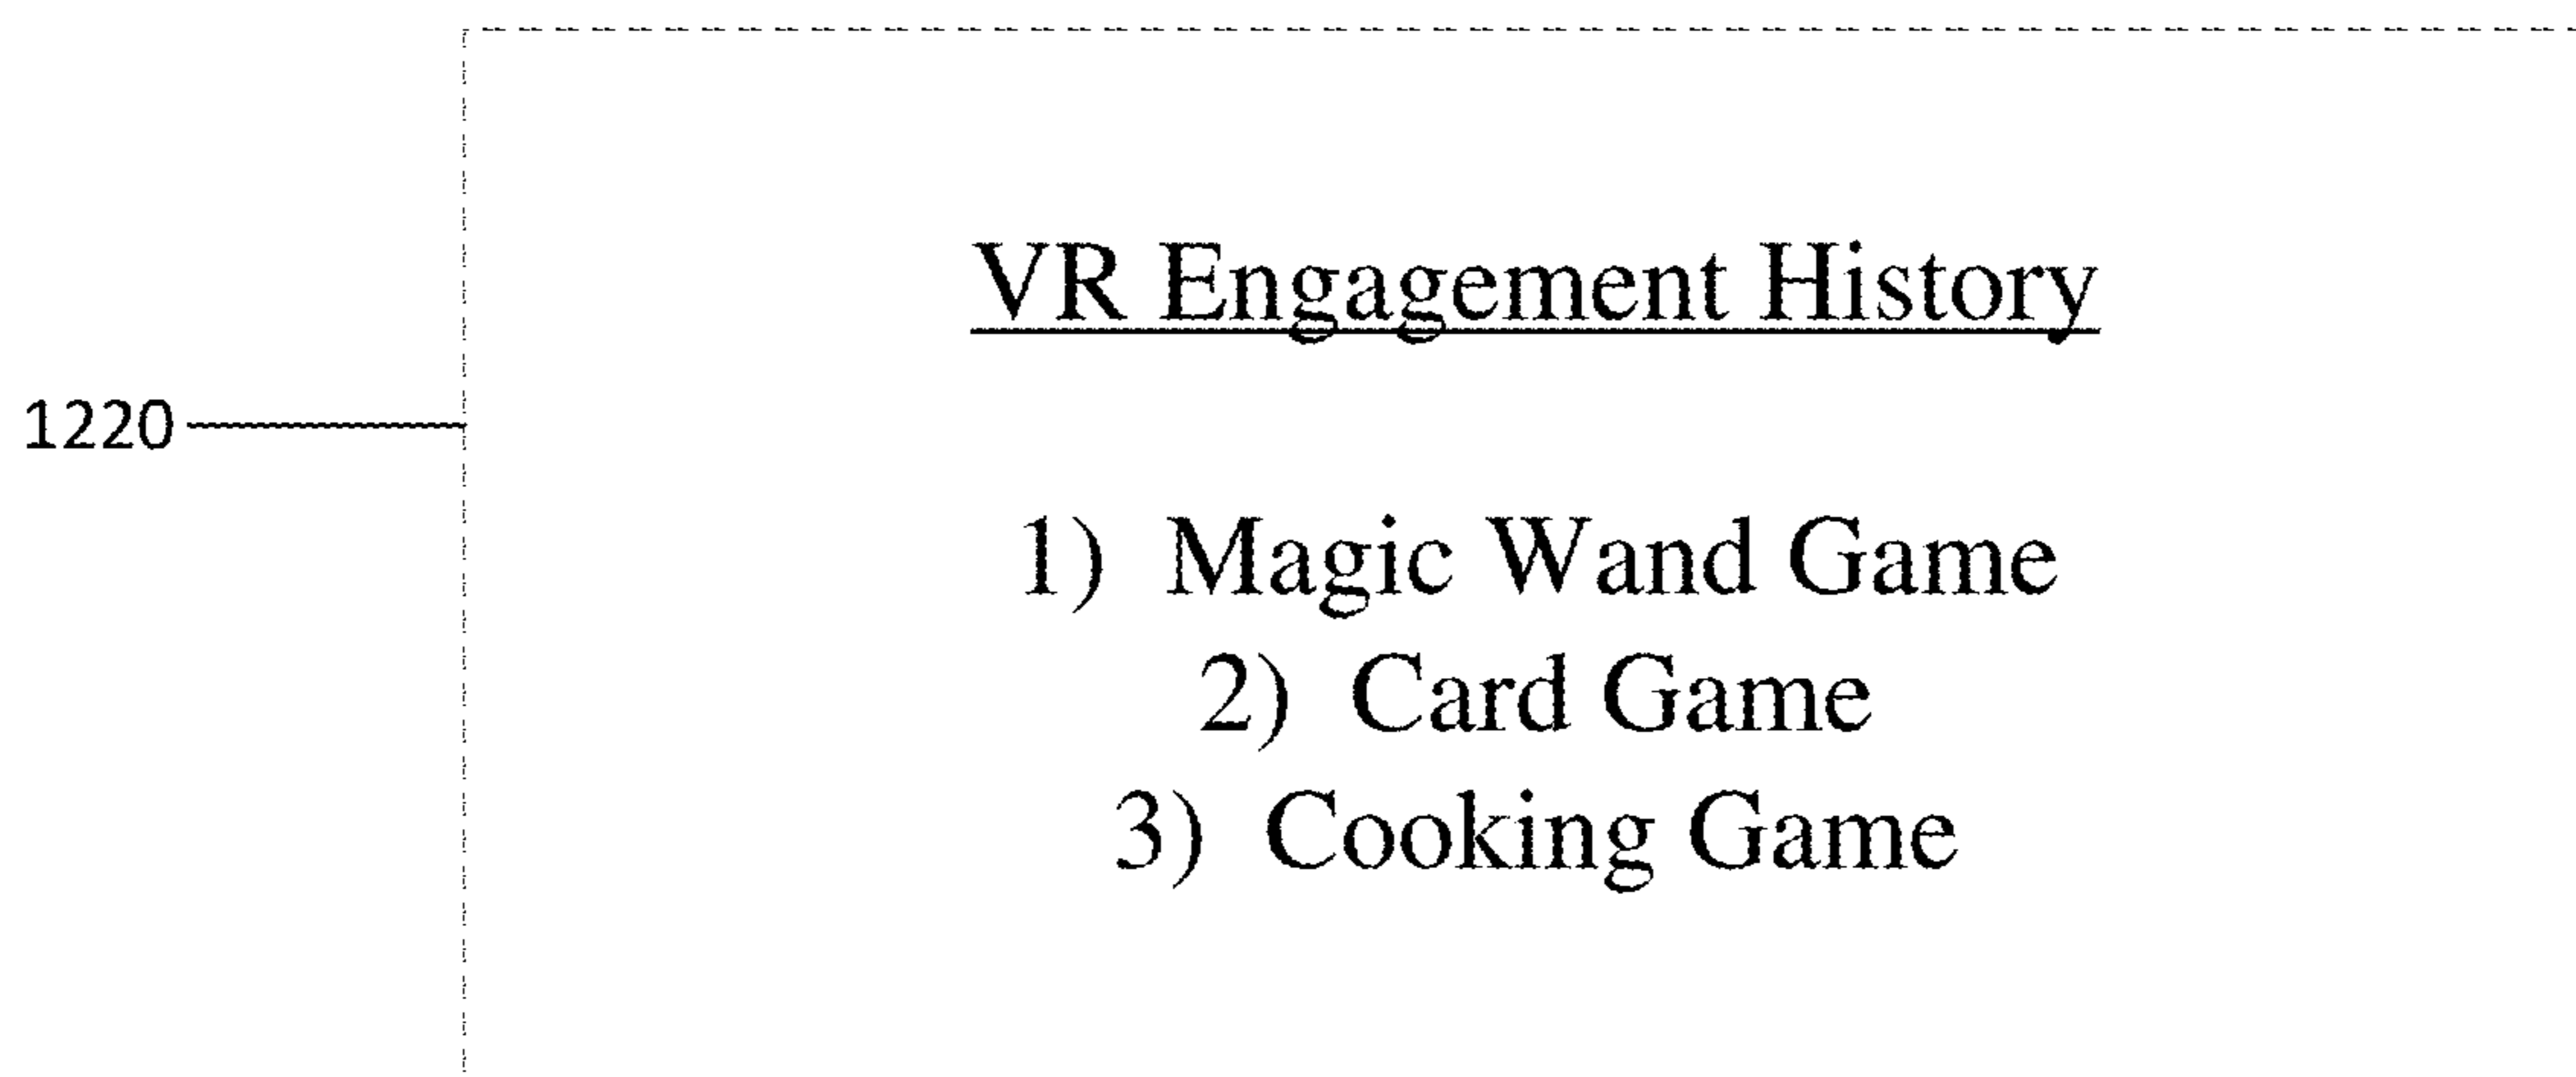 VR Engagement History
1220
1) Magic Wand Game
2) Card Game
3) Cooking Game